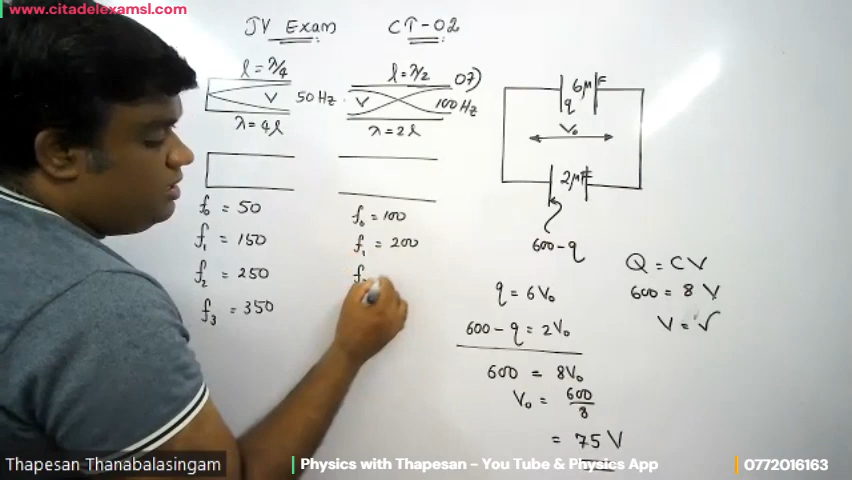 www.citadelexamsl.com
JV Exam CT-02
l = λ/4
V
50 Hz
λ = 4l
l = λ/2
07)
V
100 Hz
λ = 2l
f₀ = 50
f₁ = 150
f₂ = 250
f₃ = 350
f₀ = 100
f₁ = 200
6μF
q
V₀
2μF
600-q
q = 6V₀
600 - q = 2V₀
600 = 8V₀
V₀ = 600/8
= 75 V
Q = CV
600 = 8 V
V = √
Thapesan Thanabalasingam
Physics with Thapesan - You Tube & Physics App
0772016163